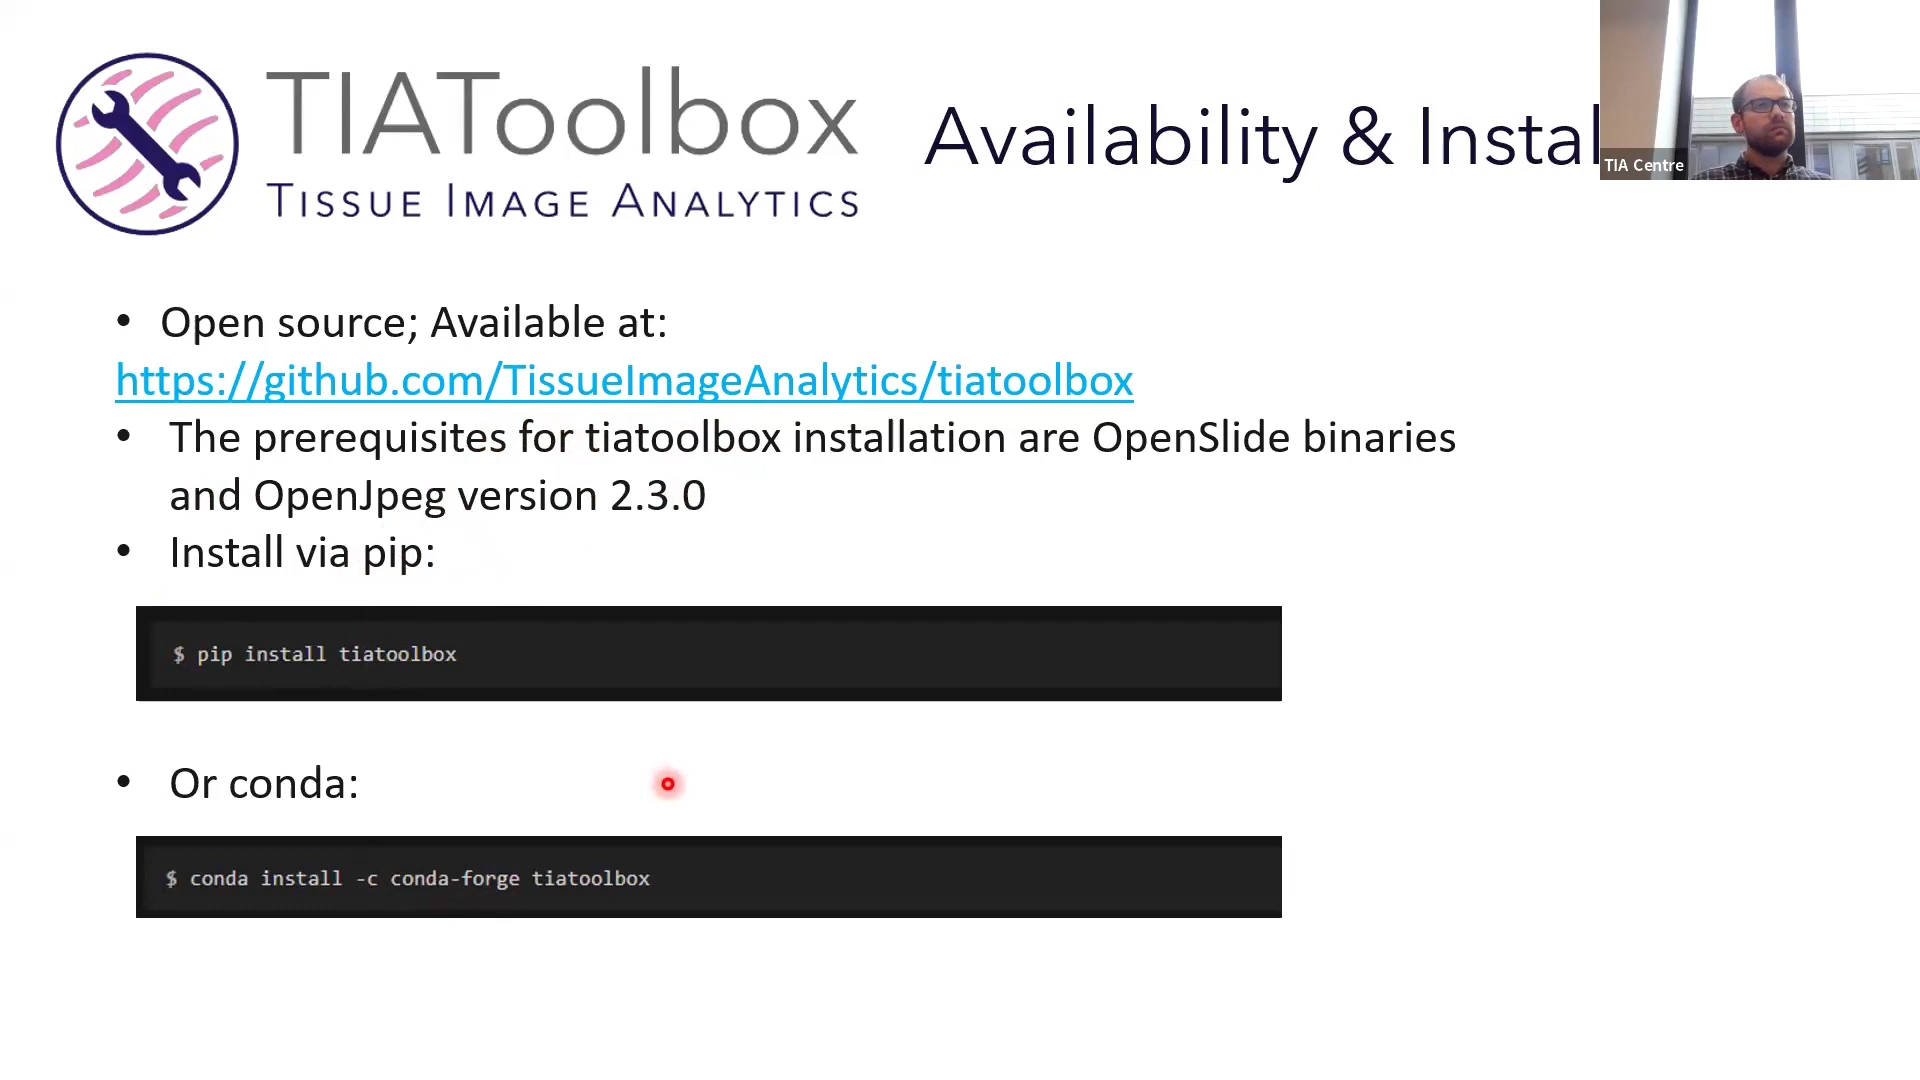 TIAToolbox
TISSUE IMAGE ANALYTICS
Availability & Instal
TIA Centre
• Open source; Available at:
https://github.com/TissueImageAnalytics/tiatoolbox
• The prerequisites for tiatoolbox installation are OpenSlide binaries
and OpenJpeg version 2.3.0
• Install via pip:
$ pip install tiatoolbox
• Or conda:
$ conda install -c conda-forge tiatoolbox